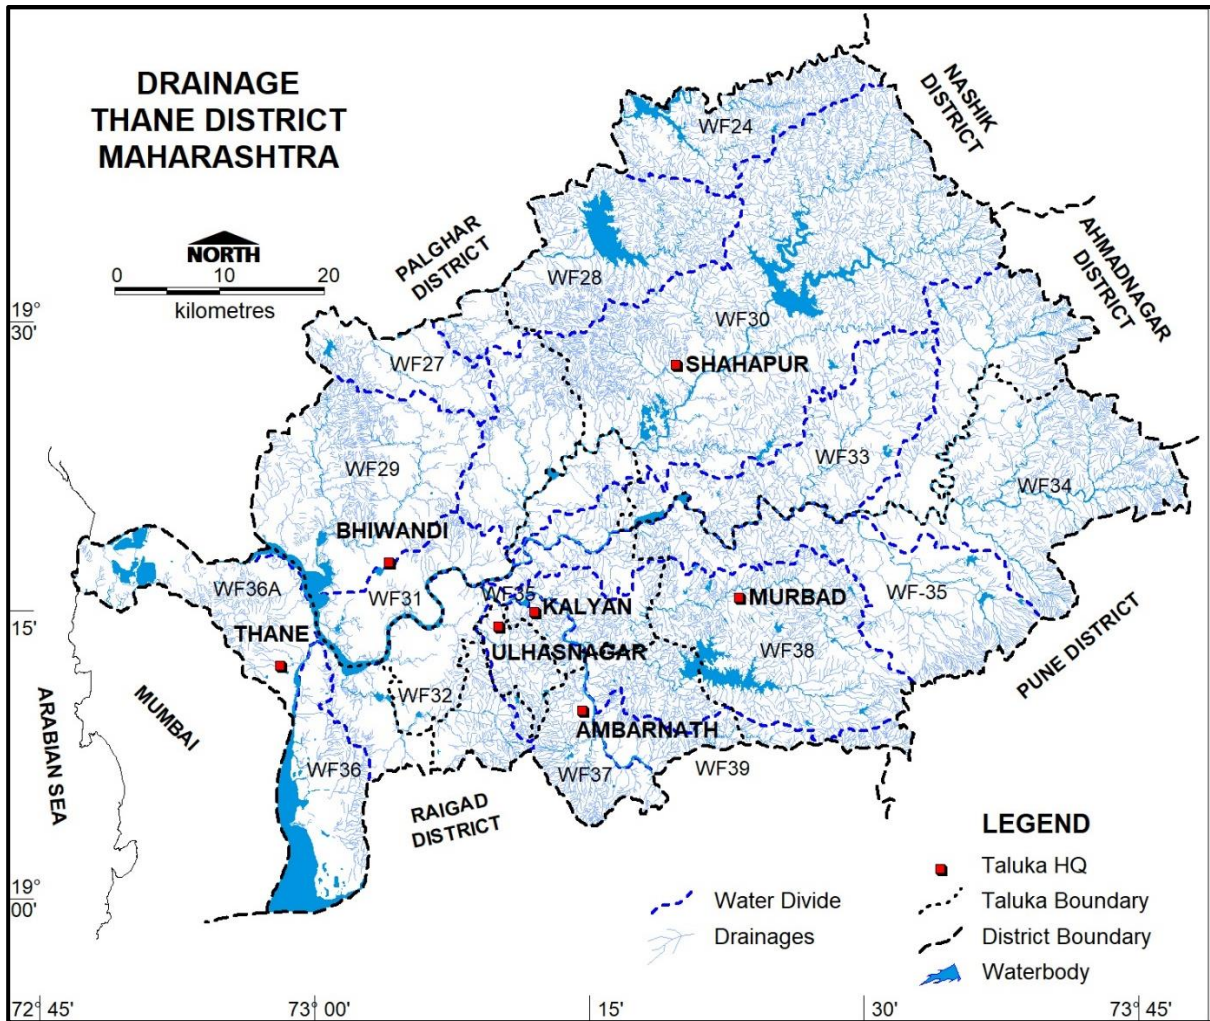 DRAINAGE
THANE DISTRICT
MAHARASHTRA
NORTH
0 10 20
kilometres
NASHIK
DISTRICT
AHMADNAGAR
DISTRICT
PALGHAR
DISTRICT
WF24
WF28
WF30
19°
30'
WF27
SHAHAPUR
WF29
WF33
WF34
BHIWANDI
WF36A
WF31
WF35
KALYAN
MURBAD
WF-35
15'
THANE
ULHASNAGAR
WF38
PUNE DISTRICT
ARABIAN SEA
MUMBAI
WF32
AMBARNATH
WF36
WF37
WF39
RAIGAD
DISTRICT
19°
00'
LEGEND
Taluka HQ
Water Divide
Taluka Boundary
Drainages
District Boundary
Waterbody
72° 45'
73° 00'
15'
30'
73° 45'